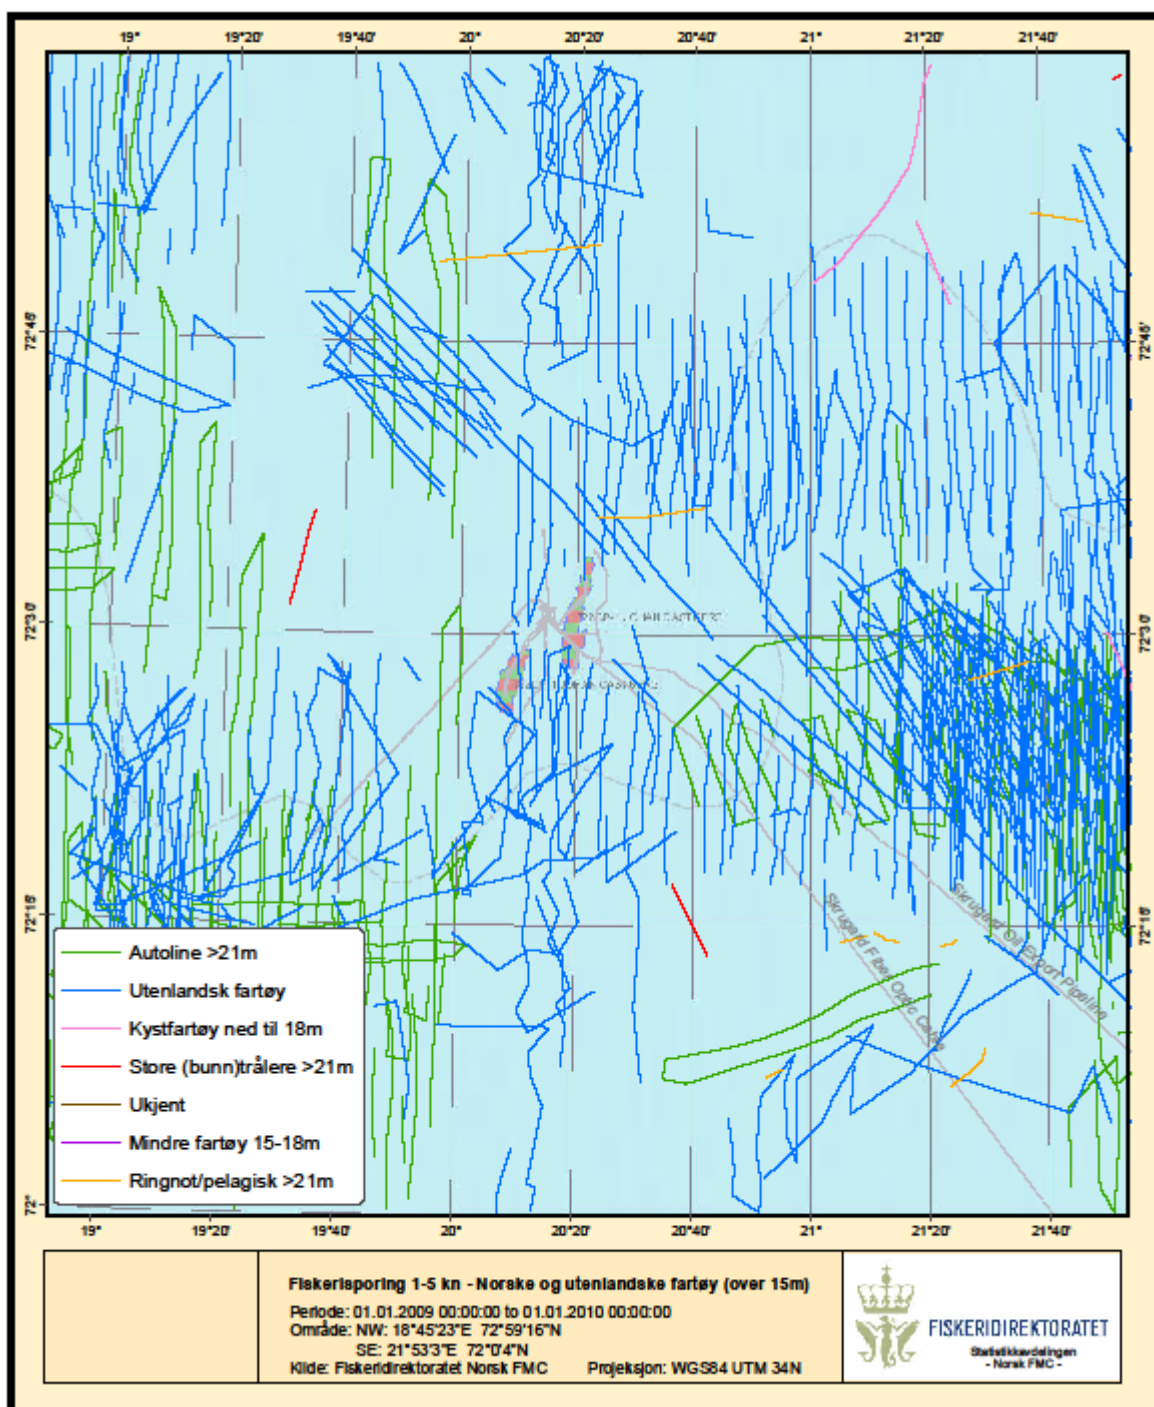 19° 19°20' 19°40' 20° 20°20' 20°40' 21° 21°20' 21°40'
72°45' 72°45'
72°30' 72°30'
72°15' 72°15'
72°
Skrugard Oil Export Pipeline
Skrugard Fiber Optic Cable
Autoline >21m
Utenlandsk fartøy
Kystfartøy ned til 18m
Store (bunn)trålere >21m
Ukjent
Mindre fartøy 15-18m
Ringnot/pelagisk >21m
19° 19°20' 19°40' 20° 20°20' 20°40' 21° 21°20' 21°40'
Fiskerisporing 1-5 kn - Norske og utenlandske fartøy (over 15m)
Periode: 01.01.2009 00:00:00 to 01.01.2010 00:00:00
Område: NW: 18°45'23"E 72°59'16"N
SE: 21°53'3"E 72°0'4"N
Kilde: Fiskeridirektoratet Norsk FMC Projeksjon: WGS84 UTM 34N
FISKERIDIREKTORATET
Statistikkavdelingen
- Norsk FMC -